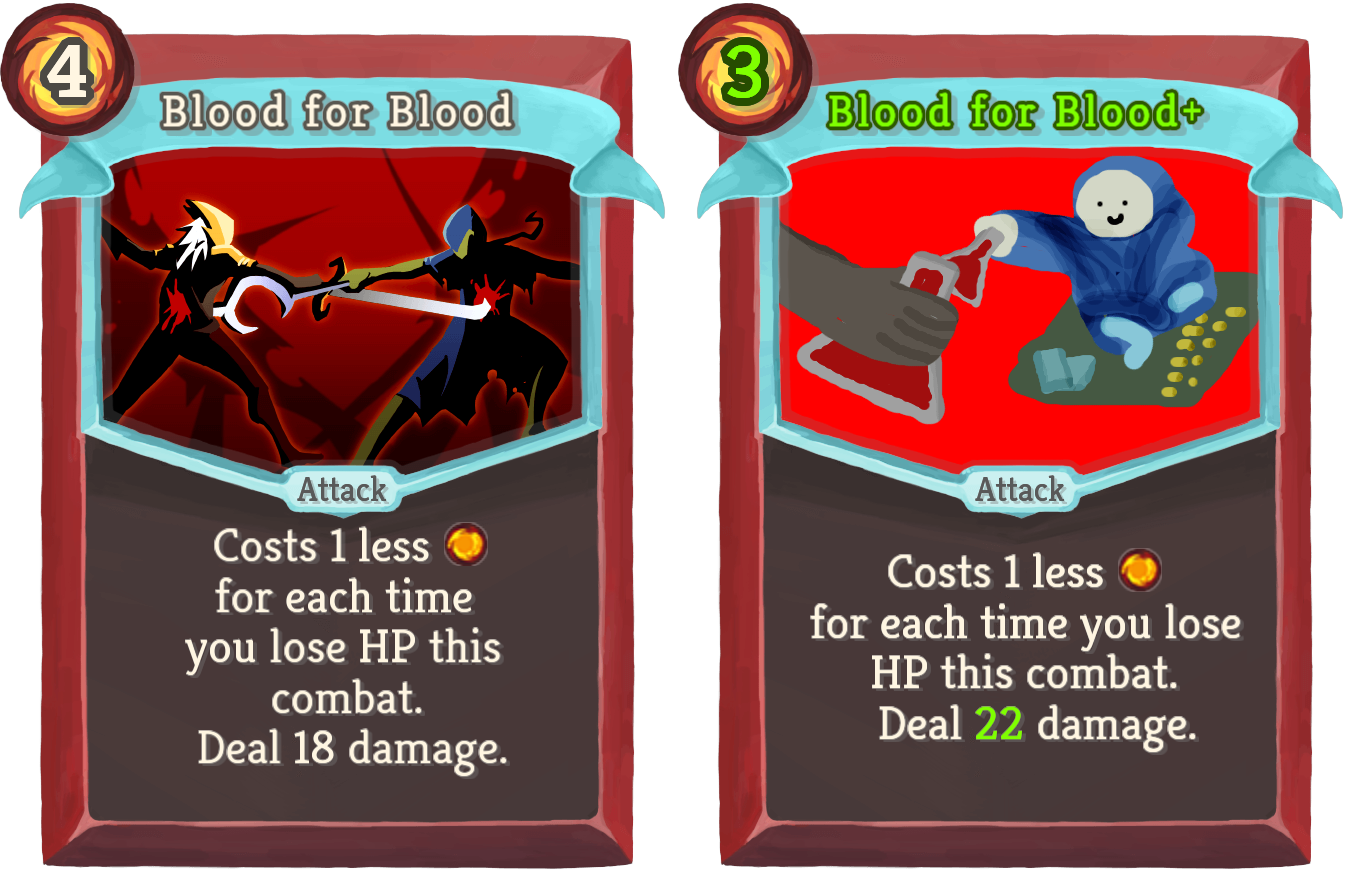 4
Blood for Blood
Attack
Costs 1 less
for each time
you lose HP this
combat.
Deal 18 damage.
3
Blood for Blood+
Attack
Costs 1 less
for each time you lose
HP this combat.
Deal 22 damage.